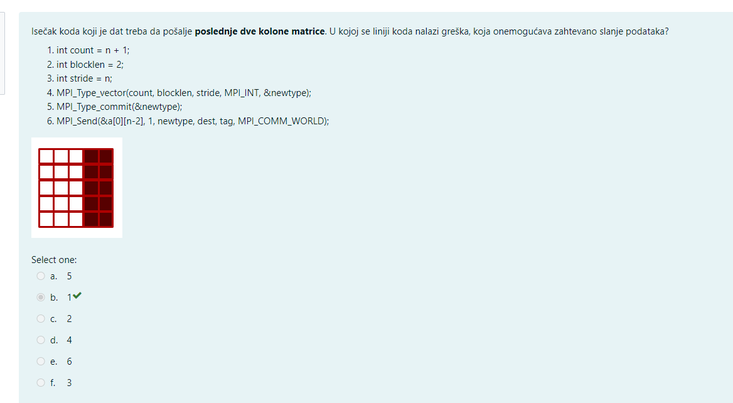 Isečak koda koji je dat treba da pošalje poslednje dve kolone matrice. U kojoj se liniji koda nalazi greška, koja onemogućava zahtevano slanje podataka?
1. int count = n + 1;
2. int blocklen = 2;
3. int stride = n;
4. MPI_Type_vector(count, blocklen, stride, MPI_INT, &newtype);
5. MPI_Type_commit(&newtype);
6. MPI_Send(&a[0][n-2], 1, newtype, dest, tag, MPI_COMM_WORLD);
Select one:
a. 5
b. 1✔
c. 2
d. 4
e. 6
f. 3